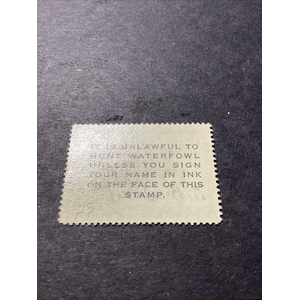 IT IS UNLAWFUL TO
HUNT WATERFOWL
UNLESS YOU SIGN
YOUR NAME IN INK
ON THE FACE OF THIS
STAMP.